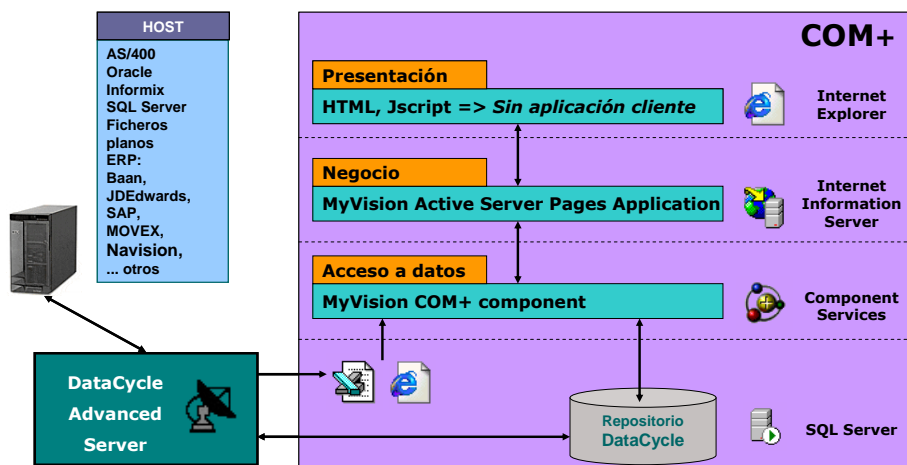 HOST
AS/400
Oracle
Informix
SQL Server
Ficheros
planos
ERP:
Baan,
JDEdwards,
SAP,
MOVEX,
Navision,
... otros
COM+
Presentación
HTML, Jscript => Sin aplicación cliente
Internet
Explorer
Negocio
MyVision Active Server Pages Application
Internet
Information
Server
Acceso a datos
MyVision COM+ component
Component
Services
DataCycle
Advanced
Server
Repositorio
DataCycle
SQL Server